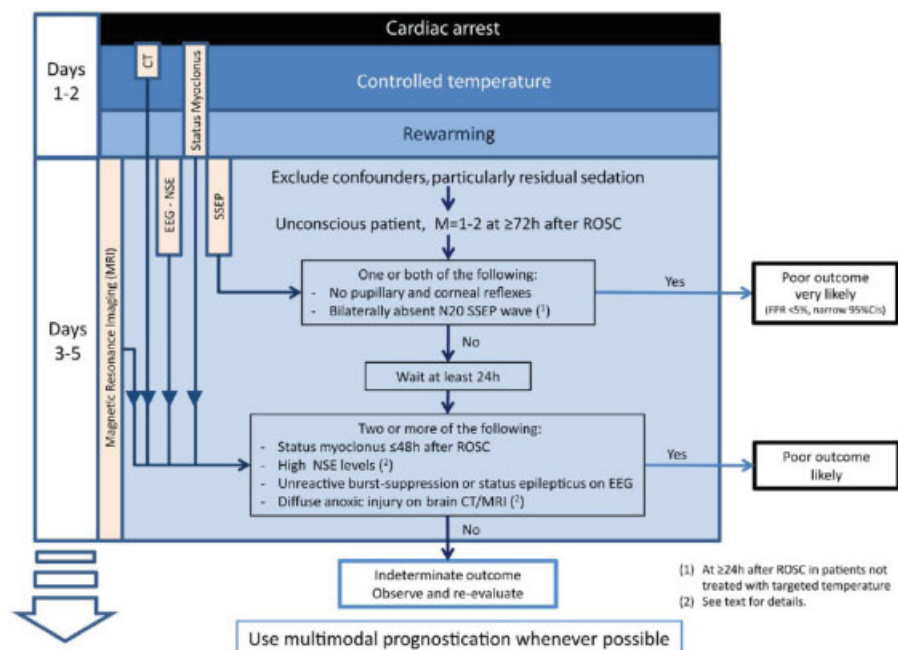 Cardiac arrest
Days
1-2
CT
Status Myoclonus
Controlled temperature
Rewarming
Days
3-5
Magnetic Resonance Imaging (MRI)
EEG - NSE
SSEP
Exclude confounders, particularly residual sedation
Unconscious patient, M=1-2 at ≥72h after ROSC
One or both of the following:
- No pupillary and corneal reflexes
- Bilaterally absent N20 SSEP wave (1)
Yes
Poor outcome
very likely
(FPR <5%, narrow 95%CIs)
No
Wait at least 24h
Two or more of the following:
- Status myoclonus ≤48h after ROSC
- High NSE levels (2)
- Unreactive burst-suppression or status epilepticus on EEG
- Diffuse anoxic injury on brain CT/MRI (2)
Yes
Poor outcome
likely
No
Indeterminate outcome
Observe and re-evaluate
(1) At ≥24h after ROSC in patients not
treated with targeted temperature
(2) See text for details.
Use multimodal prognostication whenever possible